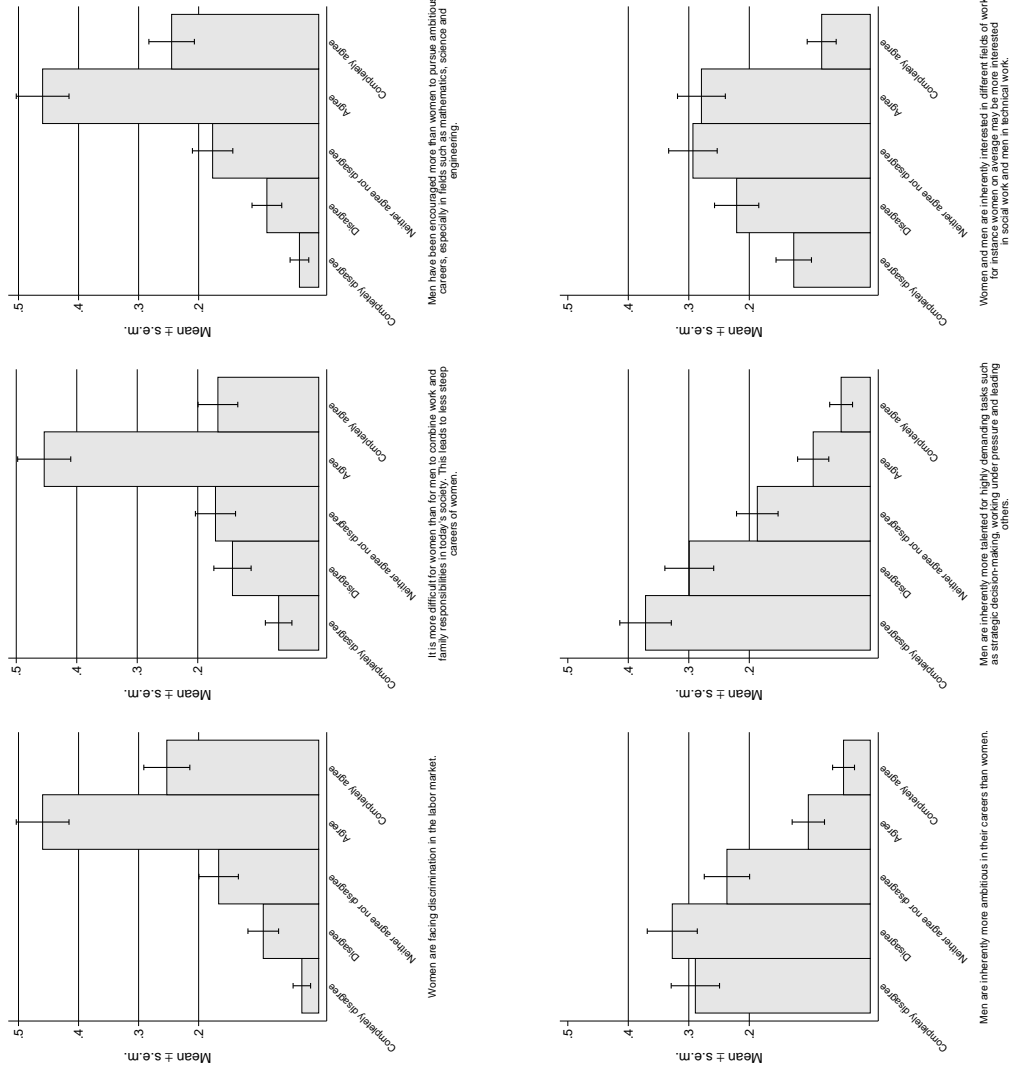 .5
.4
.3
.2
Mean ± s.e.m.
Completely disagree
Disagree
Neither agree nor disagree
Agree
Completely agree
Men have been encouraged more than women to pursue ambitious
careers, especially in fields such as mathematics, science and
engineering.
.5
.4
.3
.2
Mean ± s.e.m.
Completely disagree
Disagree
Neither agree nor disagree
Agree
Completely agree
Women and men are inherently interested in different fields of work
for instance women on average may be more interested
in social work and men in technical work.
.5
.4
.3
.2
Mean ± s.e.m.
Completely disagree
Disagree
Neither agree nor disagree
Agree
Completely agree
It is more difficult for women than for men to combine work and
family responsibilities in today's society. This leads to less steep
careers of women.
.5
.4
.3
.2
Mean ± s.e.m.
Completely disagree
Disagree
Neither agree nor disagree
Agree
Completely agree
Men are inherently more talented for highly demanding tasks such
as strategic decision-making, working under pressure and leading
others.
.5
.4
.3
.2
Mean ± s.e.m.
Completely disagree
Disagree
Neither agree nor disagree
Agree
Completely agree
Women are facing discrimination in the labor market.
.5
.4
.3
.2
Mean ± s.e.m.
Completely disagree
Disagree
Neither agree nor disagree
Agree
Completely agree
Men are inherently more ambitious in their careers than women.